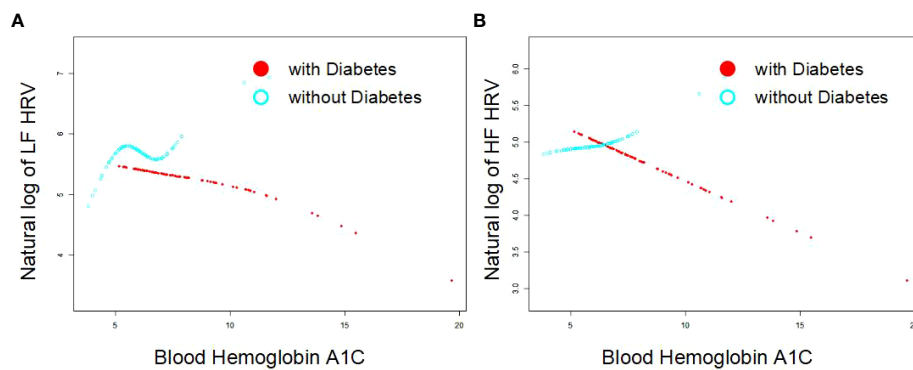 A
Natural log of LF HRV
7
6
5
4
with Diabetes
without Diabetes
5
10
15
20
Blood Hemoglobin A1C
B
Natural log of HF HRV
6.0
5.5
5.0
4.5
4.0
3.5
3.0
with Diabetes
without Diabetes
5
10
15
20
Blood Hemoglobin A1C